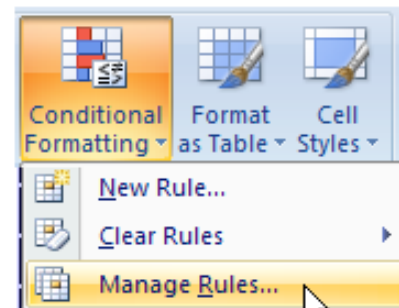 Conditional Formatting
Format as Table
Cell Styles
New Rule...
Clear Rules
Manage Rules...